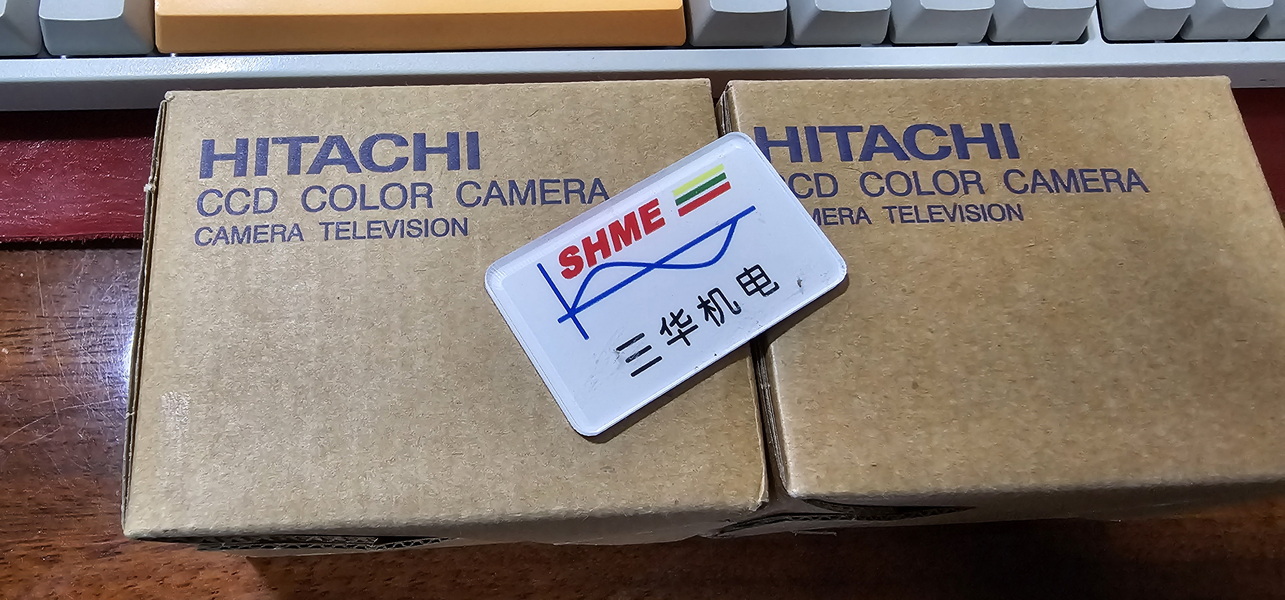 HITACHI
CCD COLOR CAMERA
CAMERA TELEVISION
SHME
三华机电
HITACHI
CD COLOR CAMERA
MERA TELEVISION